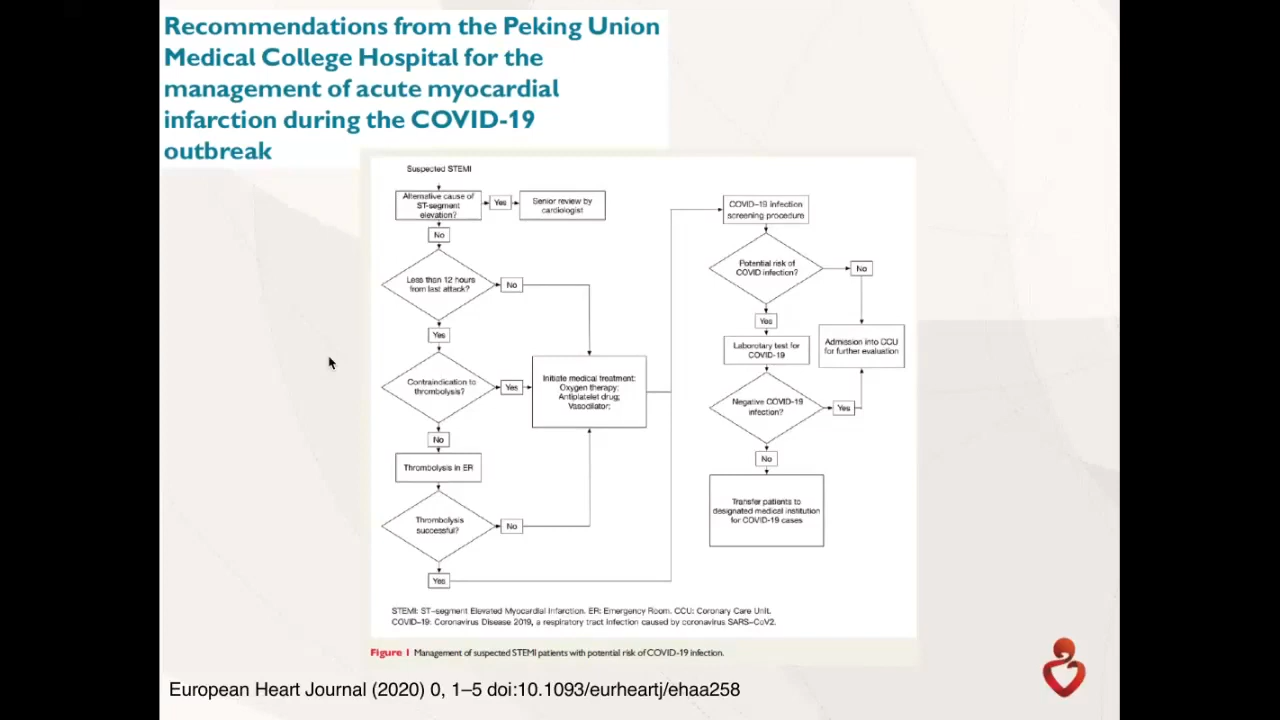 Recommendations from the Peking Union
Medical College Hospital for the
management of acute myocardial
infarction during the COVID-19
outbreak
Suspected STEMI
Alternative cause of
ST-segment
elevation?
Yes
Senior review by
cardiologist
No
Less than 12 hours
from last attack?
No
Yes
Contraindication to
thrombolysis?
Yes
Initiate medical treatment:
Oxygen therapy;
Antiplatelet drug;
Vasodilator;
No
Thrombolysis in ER
Thrombolysis
successful?
No
Yes
COVID-19 infection
screening procedure
Potential risk of
COVID infection?
No
Yes
Laborotary test for
COVID-19
Admission into CCU
for further evaluation
Negative COVID-19
infection?
Yes
No
Transfer patients to
designated medical institution
for COVID-19 cases
STEMI: ST-segment Elevated Myocardial Infarction. ER: Emergency Room. CCU: Coronary Care Unit.
COVID-19: Coronavirus Disease 2019, a respiratory tract infection caused by coronavirus SARS-CoV2.
Figure 1 Management of suspected STEMI patients with potential risk of COVID-19 infection.
European Heart Journal (2020) 0, 1–5 doi:10.1093/eurheartj/ehaa258